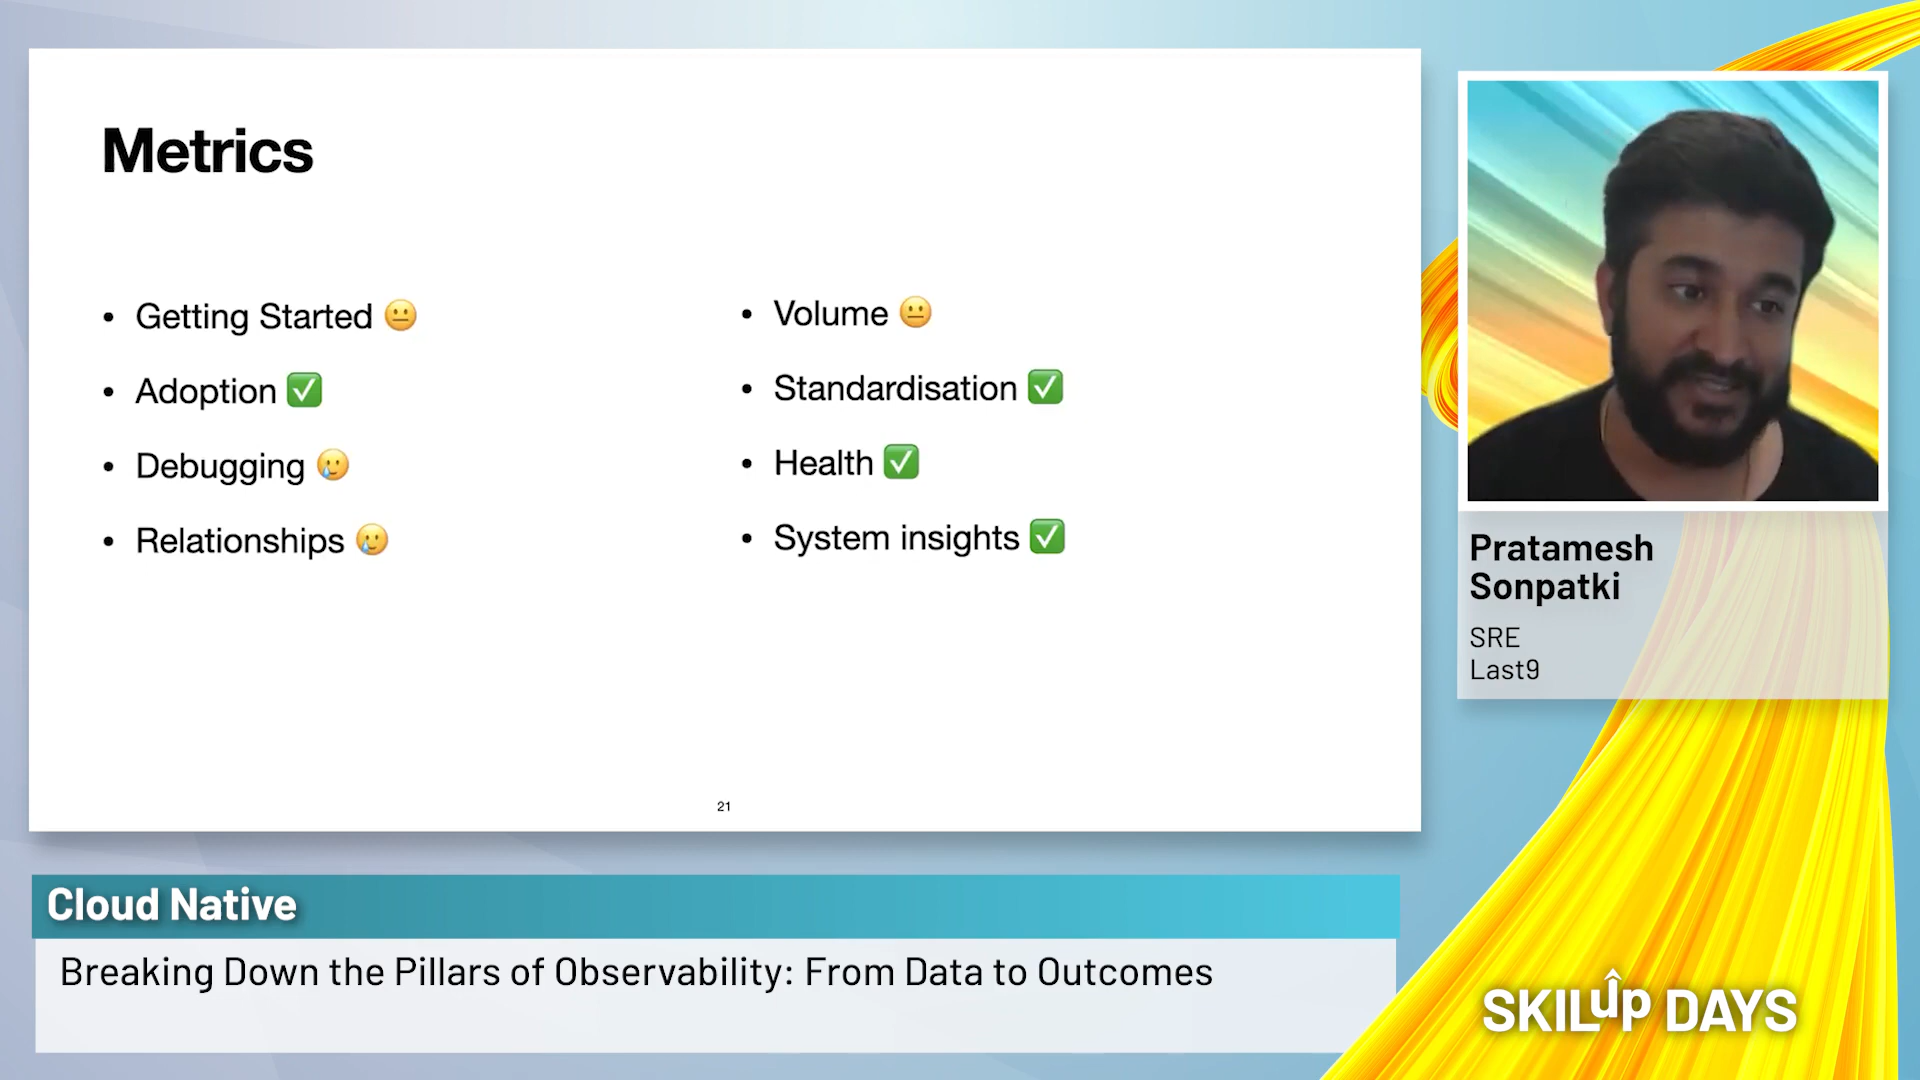 Metrics
• Getting Started 😐
• Adoption ✅
• Debugging 🥲
• Relationships 🥲
• Volume 😐
• Standardisation ✅
• Health ✅
• System insights ✅
21
Pratamesh
Sonpatki
SRE
Last9
Cloud Native
Breaking Down the Pillars of Observability: From Data to Outcomes
SKILup DAYS